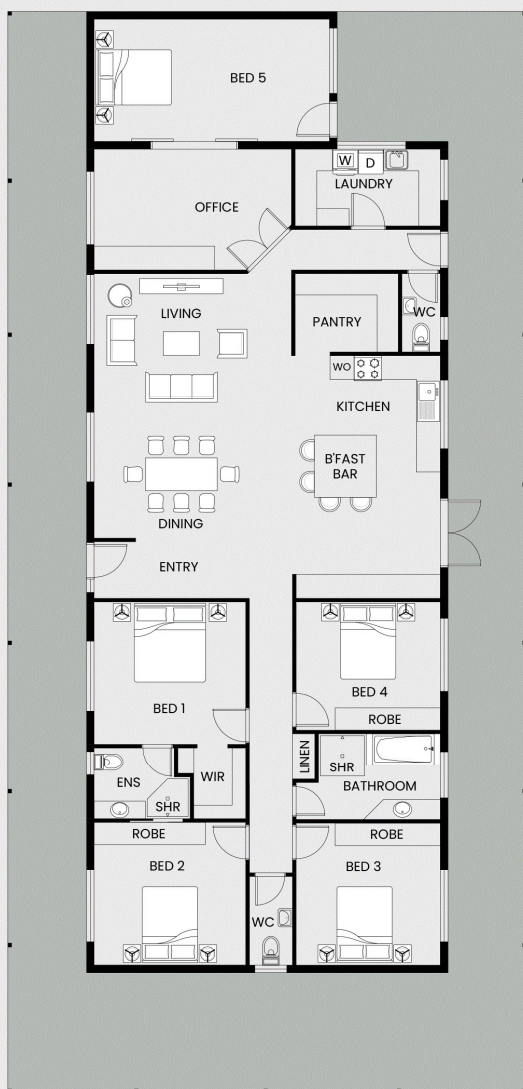 BED 5
W
D
LAUNDRY
OFFICE
LIVING
PANTRY
WC
WO
KITCHEN
B'FAST
BAR
DINING
ENTRY
BED 1
BED 4
ROBE
LINEN
SHR
BATHROOM
ENS
WIR
SHR
ROBE
BED 2
ROBE
BED 3
WC